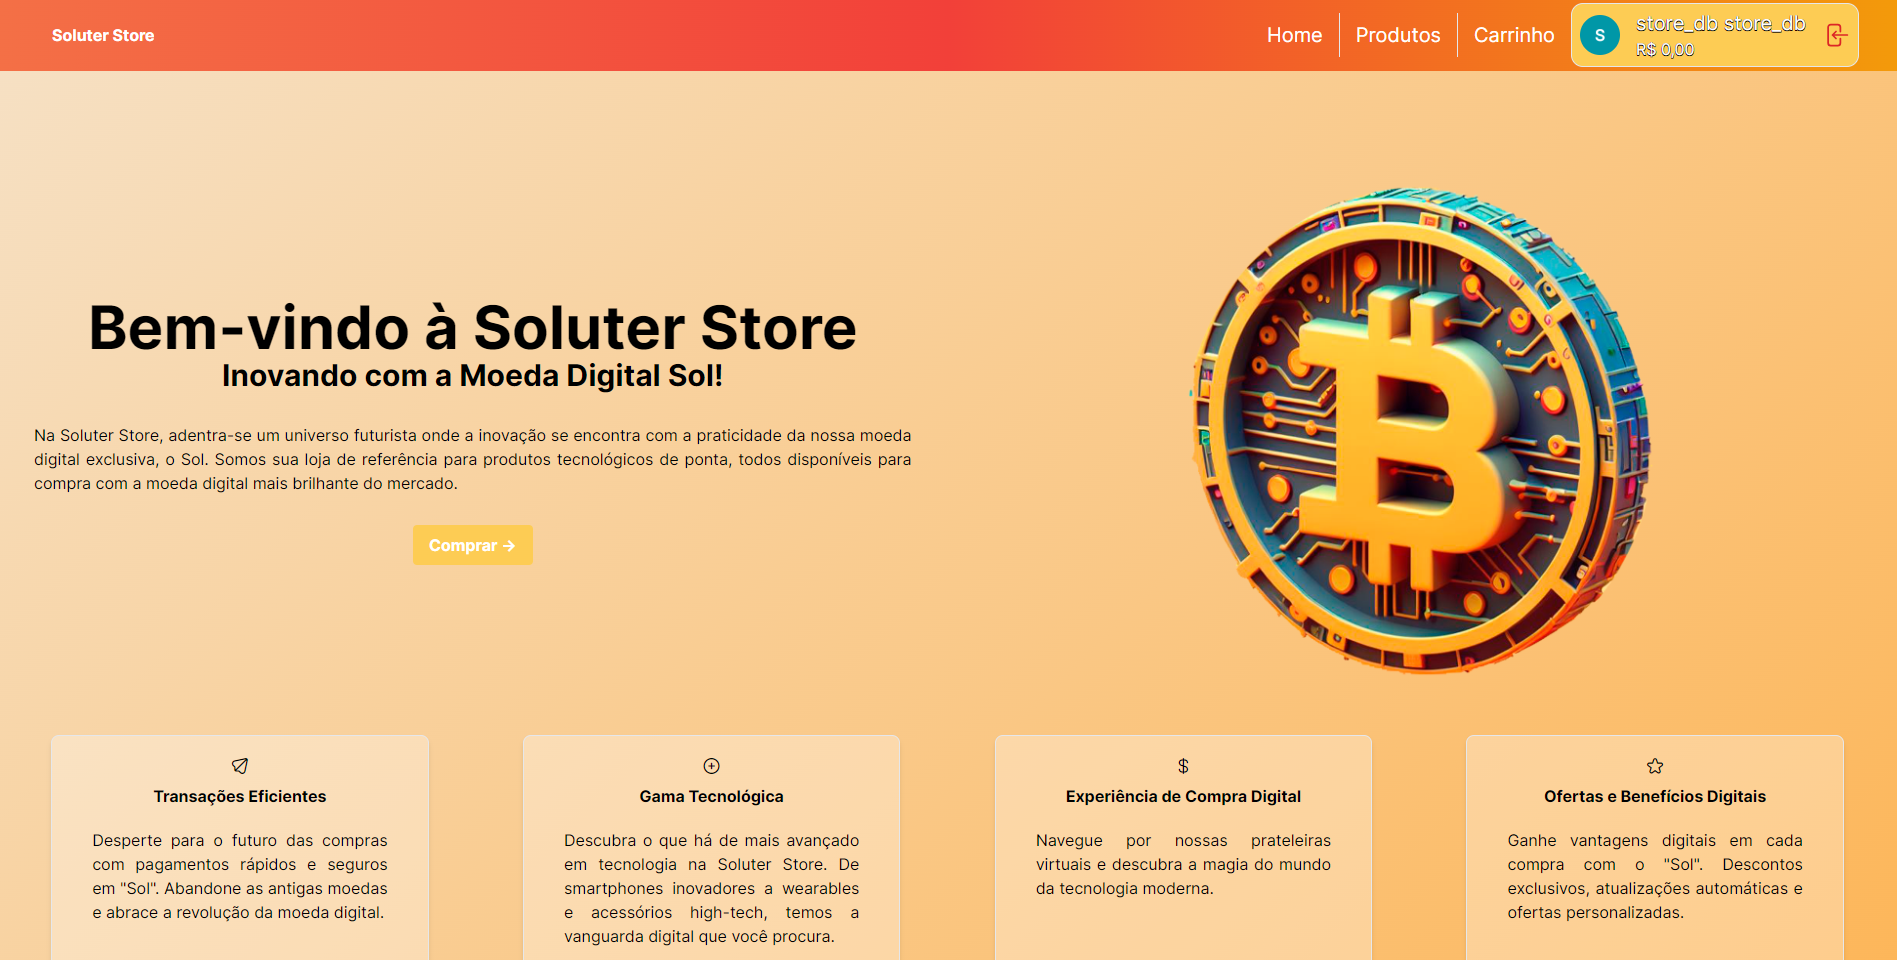 Soluter Store
Home
Produtos
Carrinho
S
store_db store_db
R$ 0,00
Bem-vindo à Soluter Store
Inovando com a Moeda Digital Sol!
Na Soluter Store, adentra-se um universo futurista onde a inovação se encontra com a praticidade da nossa moeda
digital exclusiva, o Sol. Somos sua loja de referência para produtos tecnológicos de ponta, todos disponíveis para
compra com a moeda digital mais brilhante do mercado.
Comprar →
Transações Eficientes
Desperte para o futuro das compras
com pagamentos rápidos e seguros
em "Sol". Abandone as antigas moedas
e abrace a revolução da moeda digital.
Gama Tecnológica
Descubra o que há de mais avançado
em tecnologia na Soluter Store. De
smartphones inovadores a wearables
e acessórios high-tech, temos a
vanguarda digital que você procura.
$
Experiência de Compra Digital
Navegue por nossas prateleiras
virtuais e descubra a magia do mundo
da tecnologia moderna.
Ofertas e Benefícios Digitais
Ganhe vantagens digitais em cada
compra com o "Sol". Descontos
exclusivos, atualizações automáticas e
ofertas personalizadas.